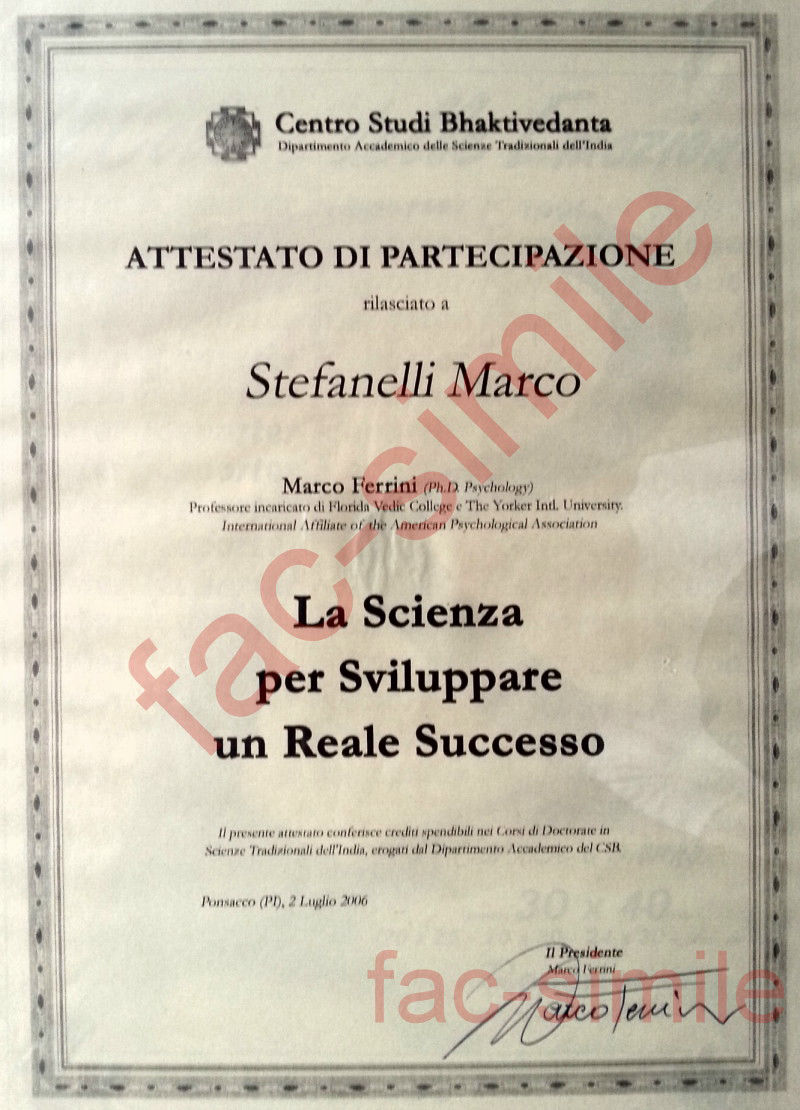 Centro Studi Bhaktivedanta
Dipartimento Accademico delle Scienze Tradizionali dell'India
ATTESTATO DI PARTECIPAZIONE
rilasciato a
Stefanelli Marco
Marco Ferrini (Ph.D. Psychology)
Professore incaricato di Florida Vedic College e The Yorker Intl. University.
International Affiliate of the American Psychological Association
La Scienza
per Sviluppare
un Reale Successo
Il presente attestato conferisce crediti spendibili nei Corsi di Doctorate in
Scienze Tradizionali dell'India, erogati dal Dipartimento Accademico del CSB.
Ponsacco (PI), 2 Luglio 2006
30 x 40
Il Presidente
Marco Ferrini
Marco Ferrini
fac-simile
fac-simile